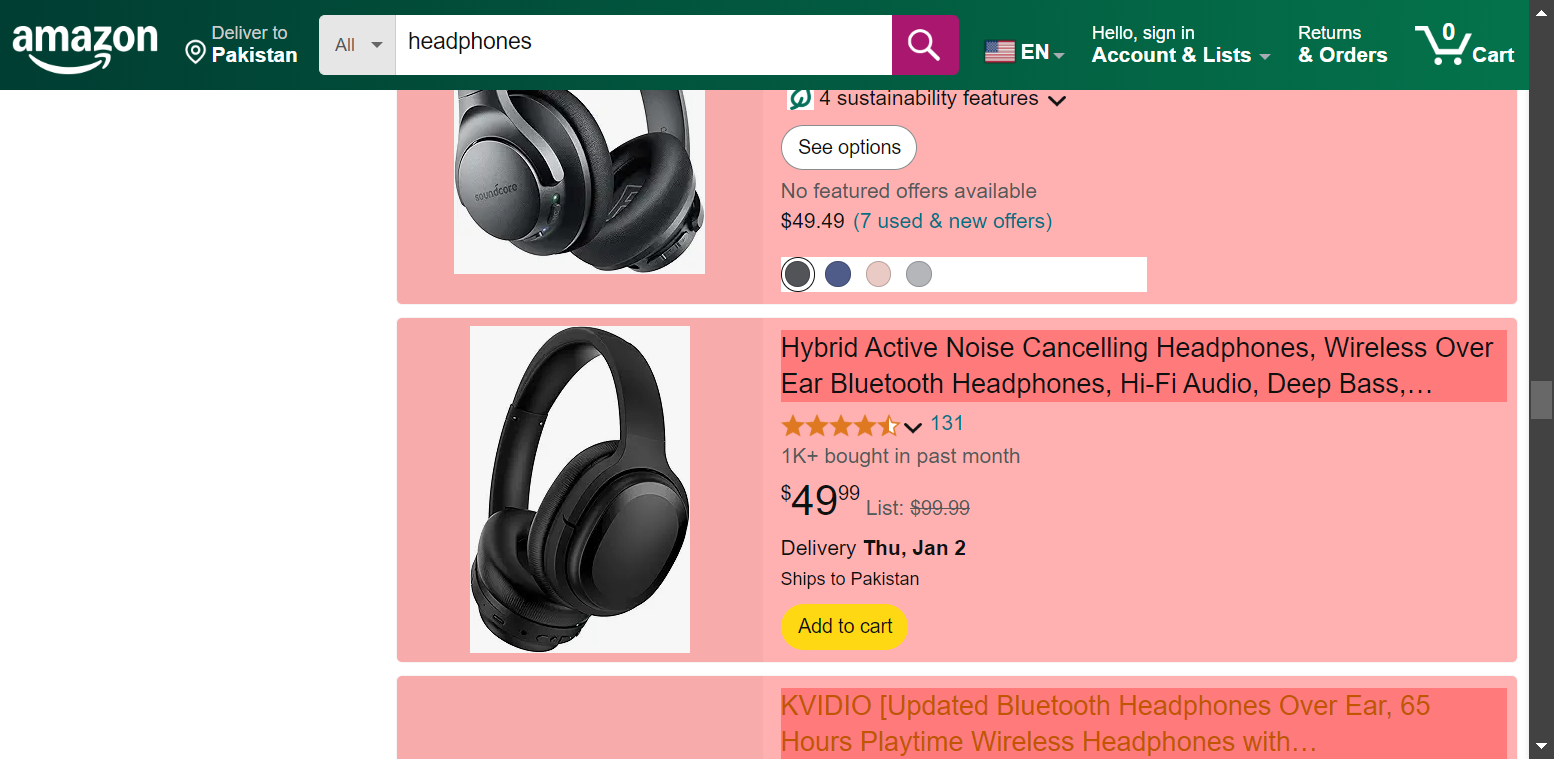 amazon
Deliver to
Pakistan
All
headphones
EN
Hello, sign in
Account & Lists
Returns
& Orders
0
Cart
soundcore
4 sustainability features
See options
No featured offers available
$49.49 (7 used & new offers)
Hybrid Active Noise Cancelling Headphones, Wireless Over
Ear Bluetooth Headphones, Hi-Fi Audio, Deep Bass,…
131
1K+ bought in past month
$49.99 List: $99.99
Delivery Thu, Jan 2
Ships to Pakistan
Add to cart
KVIDIO [Updated Bluetooth Headphones Over Ear, 65
Hours Playtime Wireless Headphones with…